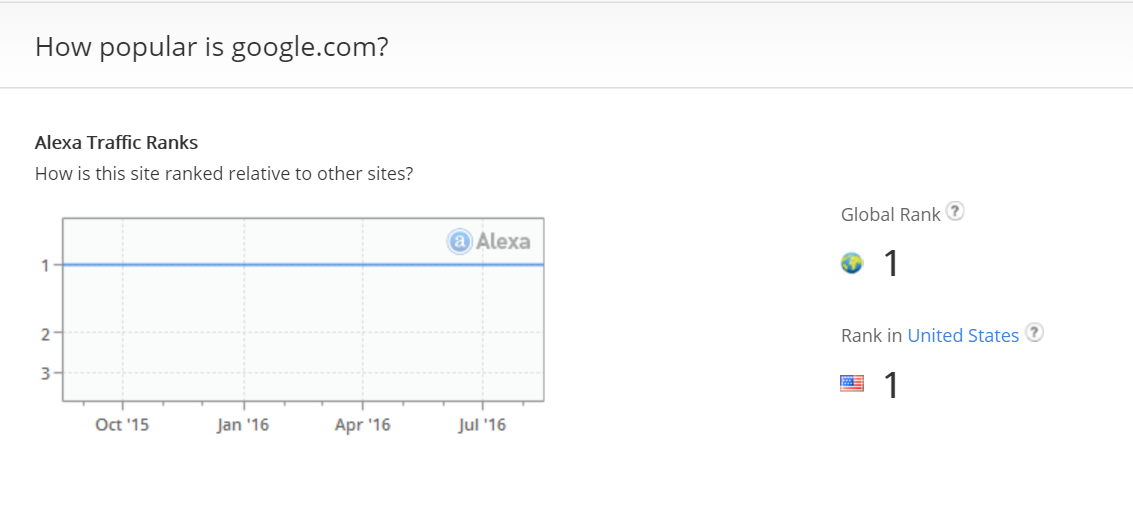 How popular is google.com?
Alexa Traffic Ranks
How is this site ranked relative to other sites?
a Alexa
1
2
3
Oct '15 Jan '16 Apr '16 Jul '16
Global Rank ?
1
Rank in United States ?
1